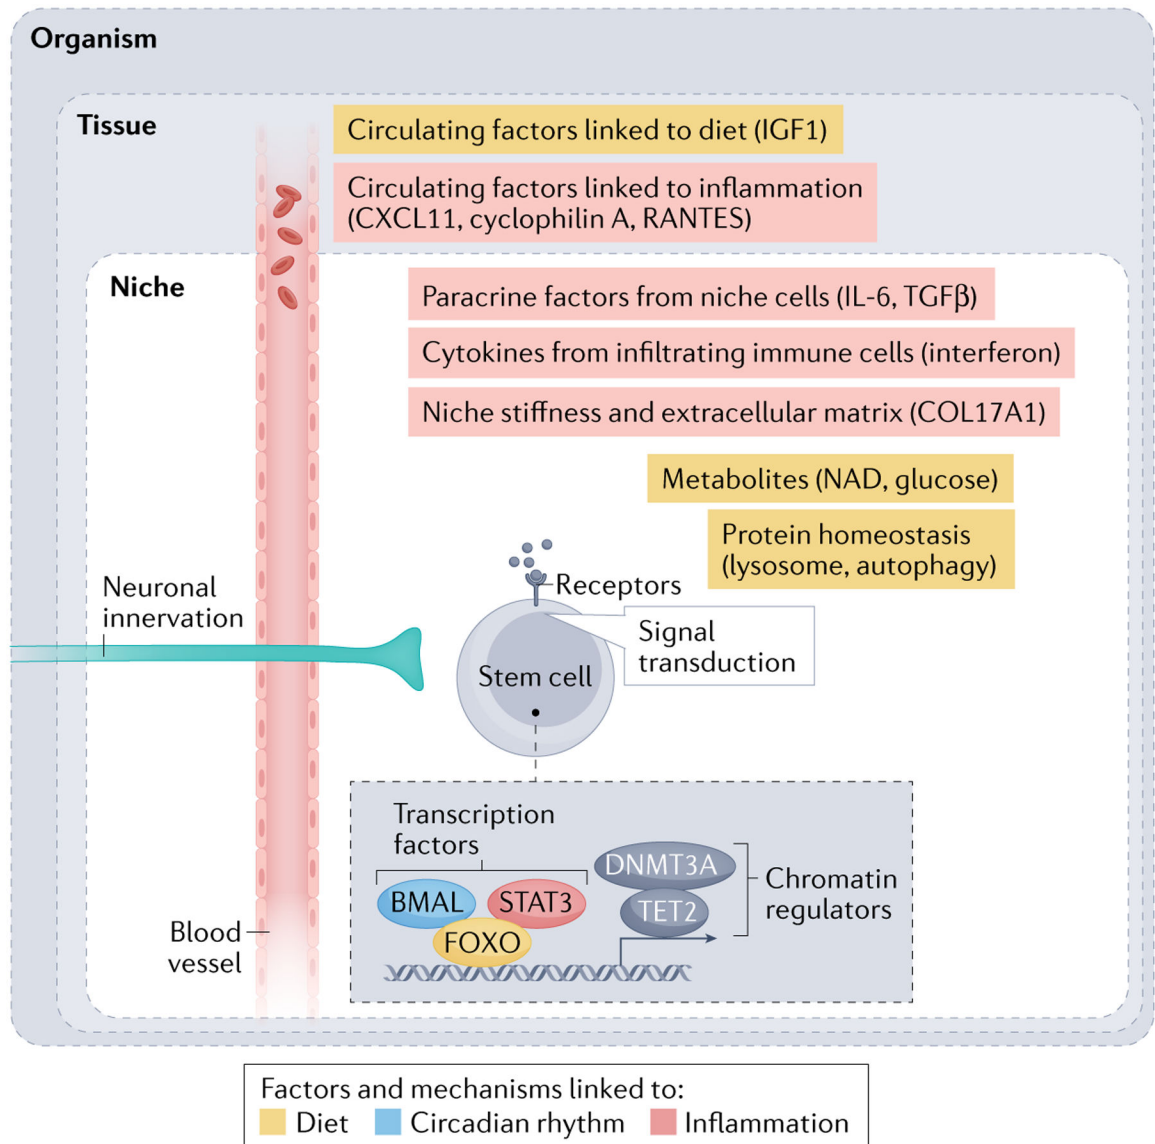 Organism
Tissue
Circulating factors linked to diet (IGF1)
Circulating factors linked to inflammation
(CXCL11, cyclophilin A, RANTES)
Niche
Paracrine factors from niche cells (IL-6, TGFβ)
Cytokines from infiltrating immune cells (interferon)
Niche stiffness and extracellular matrix (COL17A1)
Metabolites (NAD, glucose)
Protein homeostasis
(lysosome, autophagy)
Neuronal
innervation
Receptors
Signal
transduction
Stem cell
Transcription
factors
BMAL
STAT3
FOXO
DNMT3A
TET2
Chromatin
regulators
Blood
vessel
Factors and mechanisms linked to:
Diet
Circadian rhythm
Inflammation